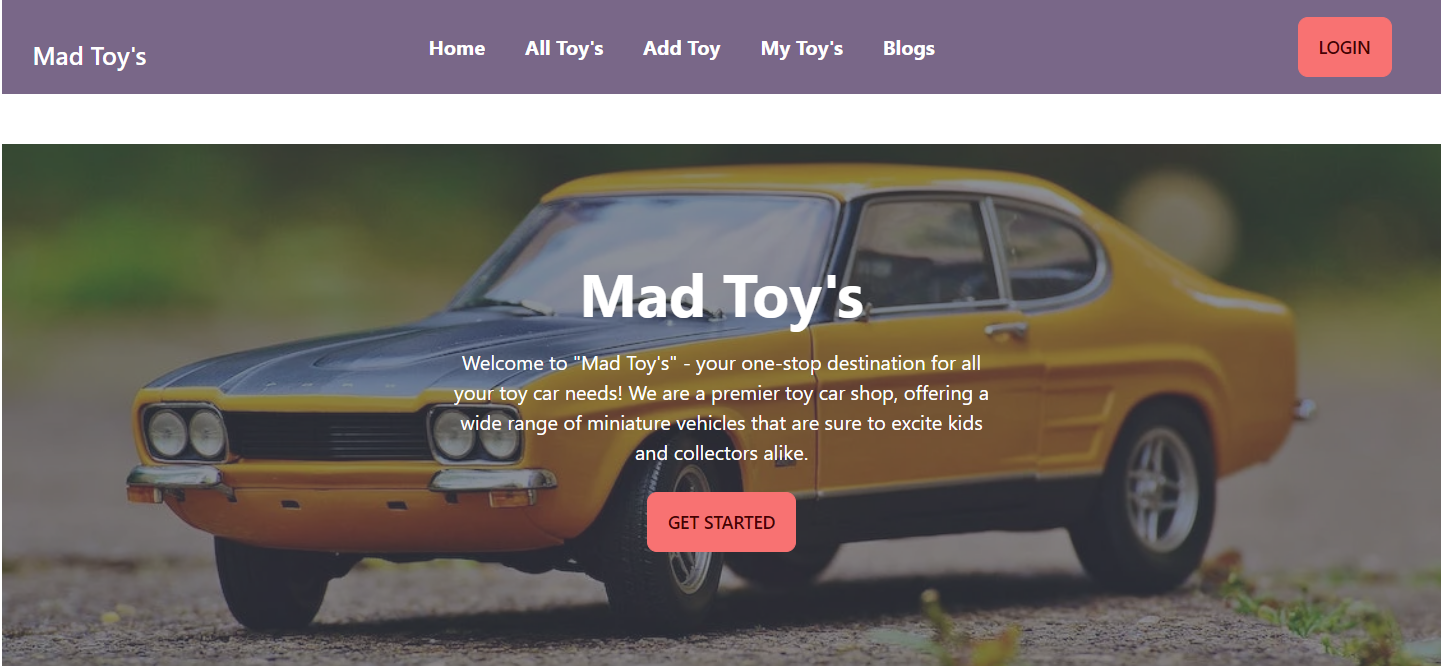 Mad Toy's
Home All Toy's Add Toy My Toy's Blogs
LOGIN
Mad Toy's
Welcome to "Mad Toy's" - your one-stop destination for all
your toy car needs! We are a premier toy car shop, offering a
wide range of miniature vehicles that are sure to excite kids
and collectors alike.
GET STARTED